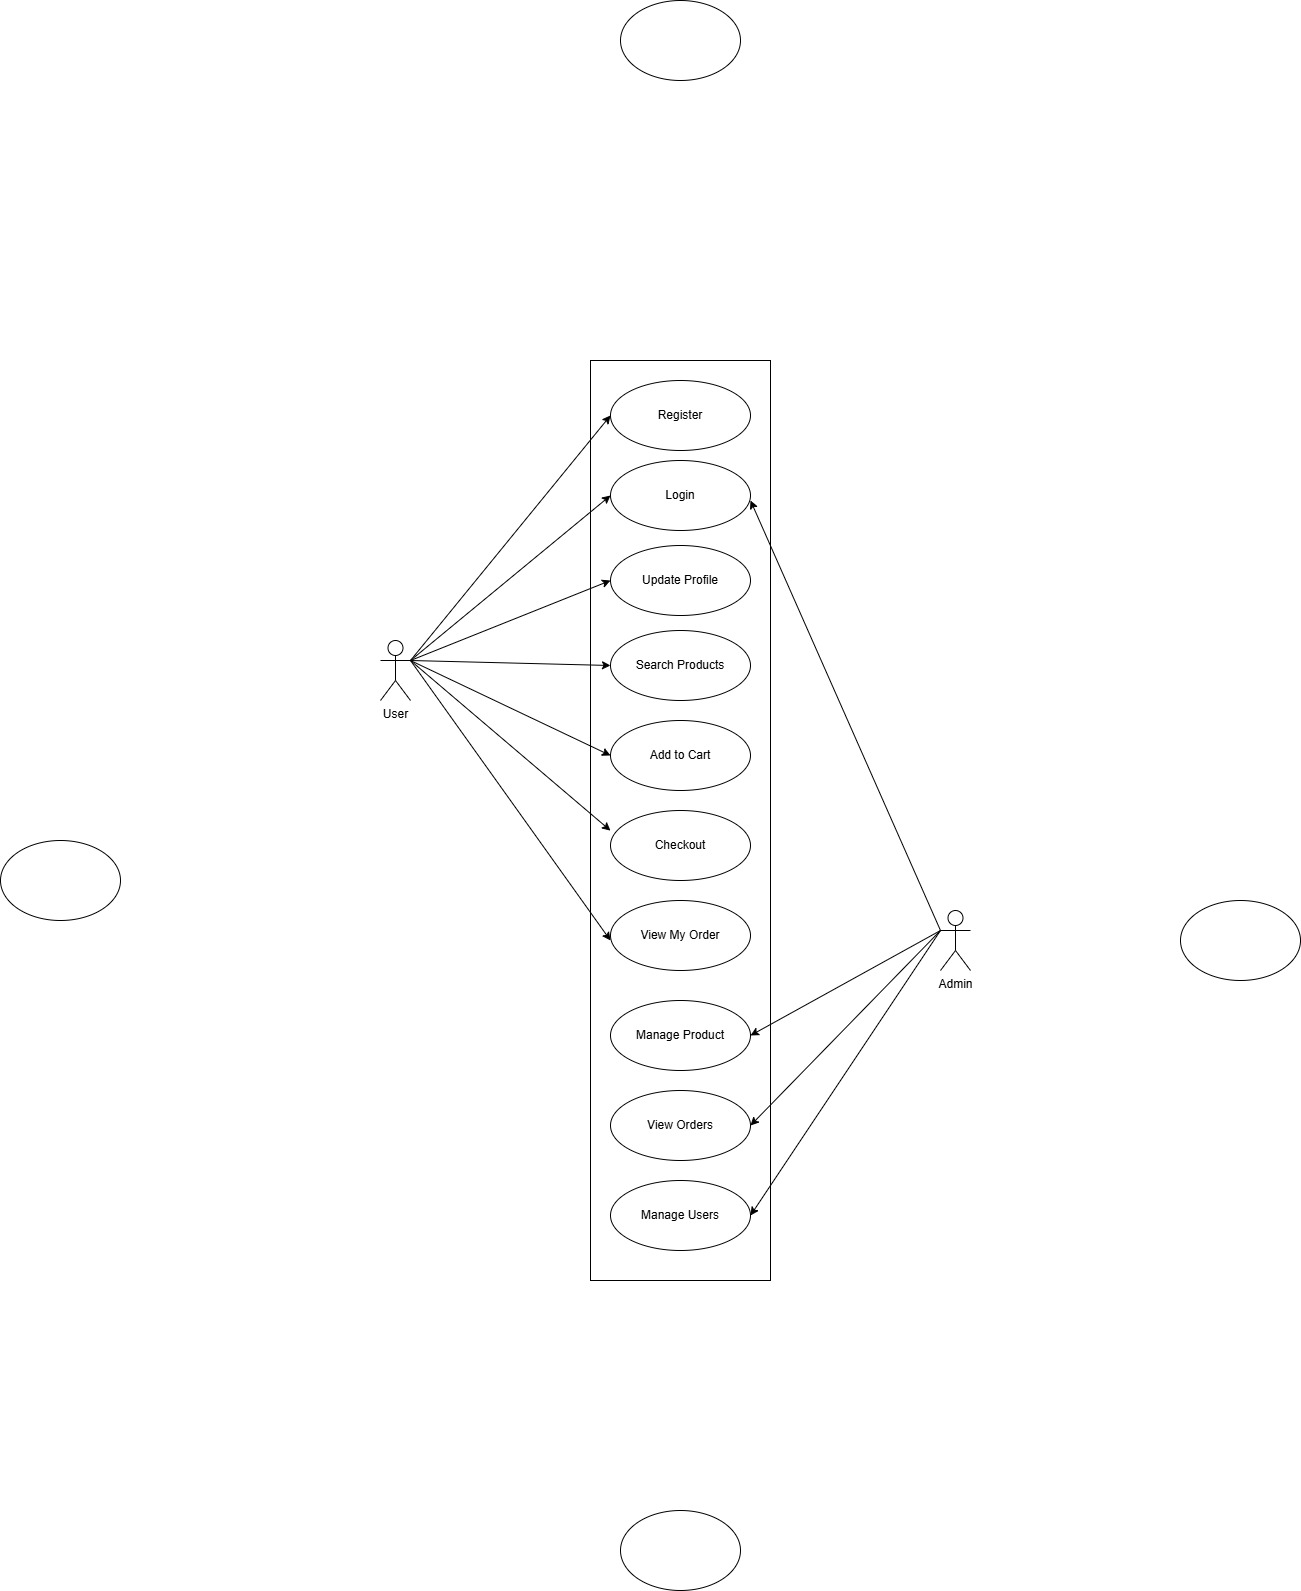 Register
Login
Update Profile
Search Products
User
Add to Cart
Checkout
View My Order
Admin
Manage Product
View Orders
Manage Users